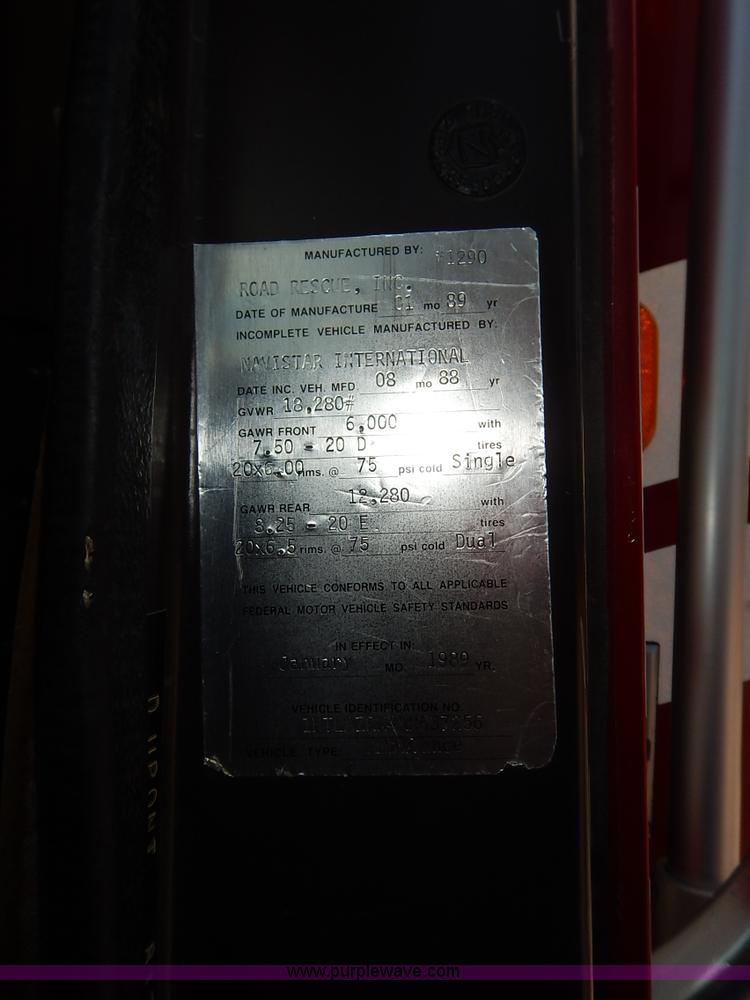 MANUFACTURED BY: #1290
ROAD RESCUE, INC.
DATE OF MANUFACTURE 01 mo 89 yr
INCOMPLETE VEHICLE MANUFACTURED BY:
NAVISTAR INTERNATIONAL
DATE INC. VEH. MFD 08 mo 88 yr
GVWR 18,280#
GAWR FRONT 6,000 with
7.50 - 20 D tires
20x6.00 rims. @ 75 psi cold Single
GAWR REAR 12,280 with
8.25 - 20 E tires
20x6.5 rims. @ 75 psi cold Dual
THIS VEHICLE CONFORMS TO ALL APPLICABLE
FEDERAL MOTOR VEHICLE SAFETY STANDARDS
IN EFFECT IN:
January MO. 1989 YR.
VEHICLE IDENTIFICATION NO.
VEHICLE TYPE: Ambulance
DUPONT
www.purplewave.com